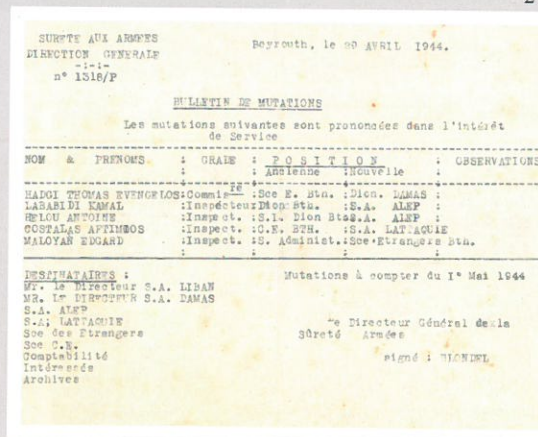 SURETE AUX ARMEES
DIRECTION GENERALE
-:-:-
n° 1318/P
Beyrouth, le 29 AVRIL 1944.
BULLETIN DE MUTATIONS
Les mutations suivantes sont prononcées dans l'intérêt
de Service
NOM & PRENOMS : GRADE : POSITION : OBSERVATIONS
: : Ancienne :Nouvelle :
HADGI THOMAS EVENGELOS:Commisre :Sce E. Btn. :Dion. DAMAS :
LABABIDI KAMAL :Inspecteur:Dion Btn. :S.A. ALEP :
HELOU ANTOINE :Inspect. :S.1. Dion Btn.:S.A. ALEP :
COSTALAS AFTIMEOS :Inspect. :C.E. BTH. :S.A. LATTAQUIE
MALOYAN EDGARD :Inspect. :S. Administ.:Sce Etrangers Btn.
DESTINATAIRES :
Mutations à compter du 1° Mai 1944
Mr. le Directeur S.A. LIBAN
MR. LE DIRECTEUR S.A. DAMAS
S.A. ALEP
S.A; LATTAQUIE
Sce des Etrangers
Sce C.E.
Comptabilité
Intéressés
Archives
Le Directeur Général de la
Sûreté Armées
signé : BLONDEL